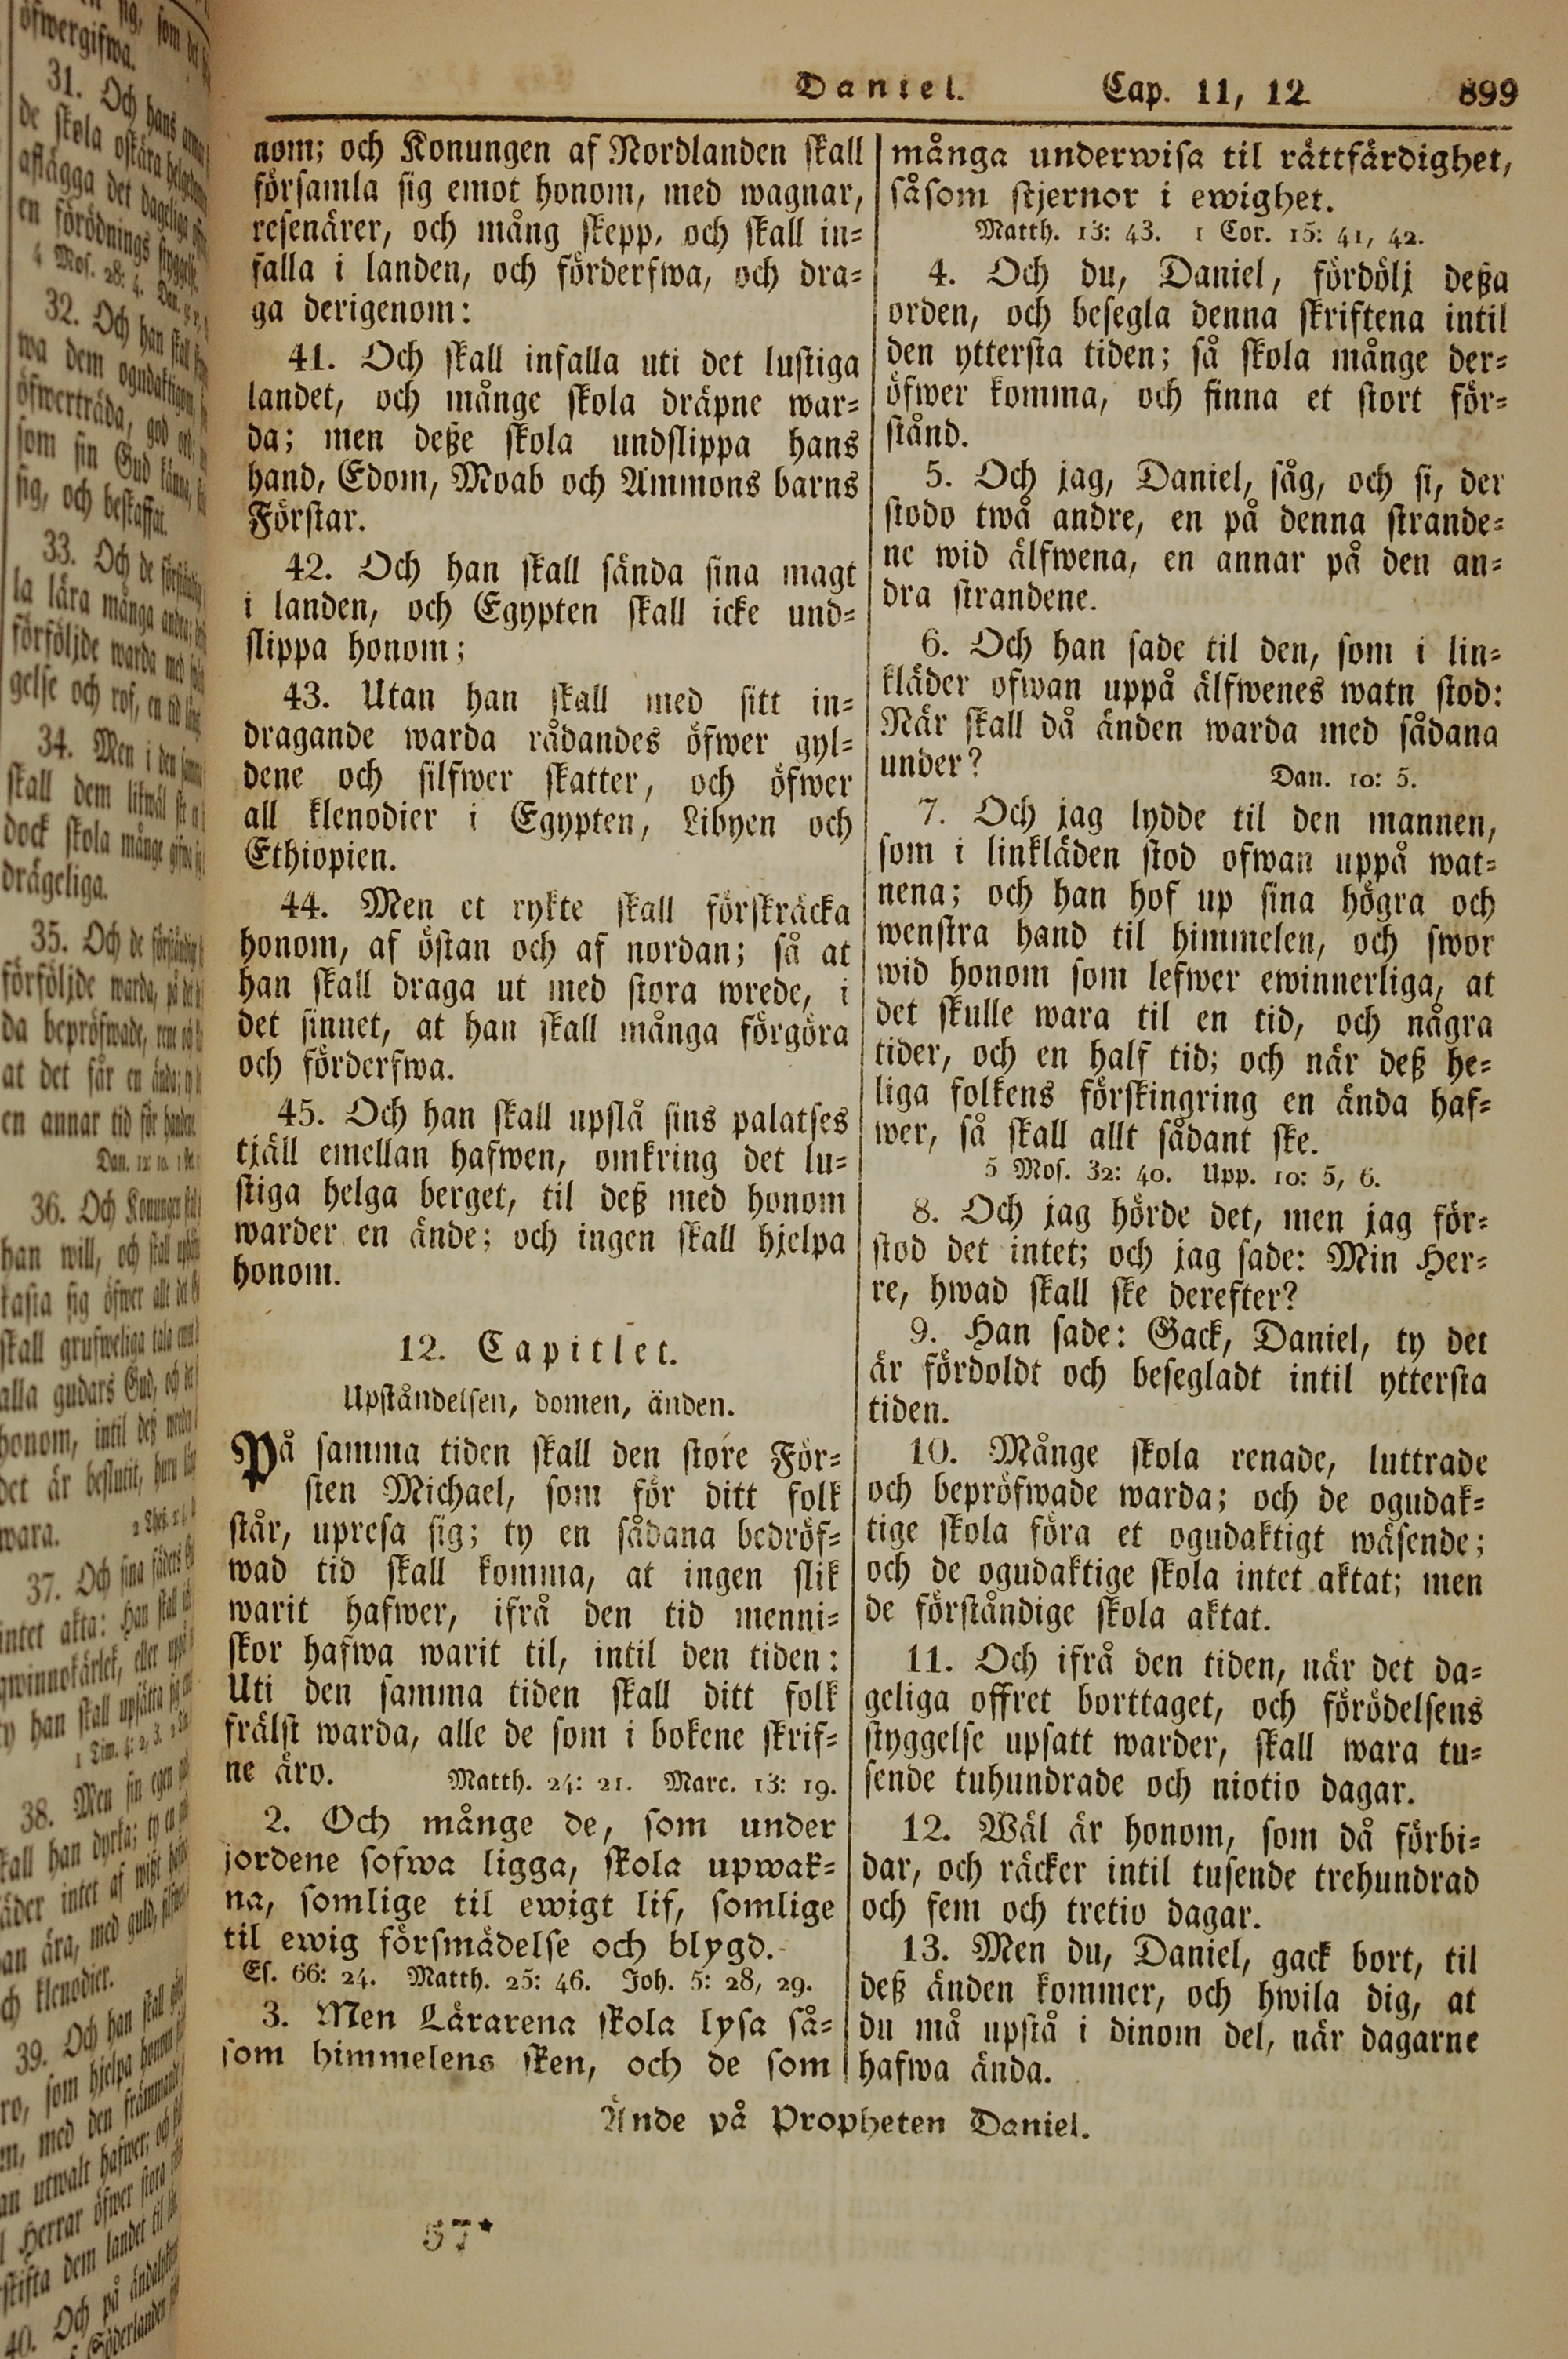 Daniel. Cap. 11, 12. 899
nom; och Konungen af Nordlanden skall
församla sig emot honom, med wagnar,
resenärer, och mång skepp, och skall in=
falla i landen, och förderfwa, och dra=
ga derigenom:
41. Och skall infalla uti det lustiga
landet, och månge skola dräpne war=
da; men deße skola undslippa hans
hand, Edom, Moab och Ammons barns
Förstar.
42. Och han skall sända sina magt
i landen, och Egypten skall icke und=
slippa honom;
43. Utan han skall med sitt in=
dragande warda rådandes öfwer gyl=
dene och silfwer skatter, och öfwer
all klenodier i Egypten, Libyen och
Ethiopien.
44. Men et rykte skall förskräcka
honom, af östan och af nordan; så at
han skall draga ut med stora wrede, i
det sinnet, at han skall många förgöra
och förderfwa.
45. Och han skall upslå sins palatses
tjäll emellan hafwen, omkring det lu=
stiga helga berget, til deß med honom
warder en ände; och ingen skall hjelpa
honom.
12. Capitlet.
Upståndelsen, domen, änden.
På samma tiden skall den store För=
sten Michael, som för ditt folk
står, upresa sig; ty en sådana bedröf=
wad tid skall komma, at ingen slik
warit hafwer, ifrå den tid menni=
skor hafwa warit til, intil den tiden:
Uti den samma tiden skall ditt folk
frälst warda, alle de som i bokene skrif=
ne äro. Matth. 24: 21. Marc. 13: 19.
2. Och månge de, som under
jordene sofwa ligga, skola upwak=
na, somlige til ewigt lif, somlige
til ewig försmädelse och blygd.
Es. 66: 24. Matth. 25: 46. Joh. 5: 28, 29.
3. Men Lärarena skola lysa så=
som himmelens sken, och de som
många underwisa til rättfärdighet,
såsom stjernor i ewighet.
Matth. 13: 43. 1 Cor. 15: 41, 42.
4. Och du, Daniel, fördölj deßa
orden, och besegla denna skriftena intil
den yttersta tiden; så skola månge der=
öfwer komma, och finna et stort för=
stånd.
5. Och jag, Daniel, såg, och si, der
stodo twå andre, en på denna strande=
ne wid älfwena, en annar på den an=
dra strandene.
6. Och han sade til den, som i lin=
kläder ofwan uppå älfwenes watn stod:
När skall då änden warda med sådana
under? Dan. 10: 5.
7. Och jag lydde til den mannen,
som i linkläden stod ofwan uppå wat=
nena; och han hof up sina högra och
wenstra hand til himmelen, och swor
wid honom som lefwer ewinnerliga, at
det skulle wara til en tid, och några
tider, och en half tid; och när deß he=
liga folkens förskingring en ända haf=
wer, så skall allt sådant ske.
5 Mos. 32: 40. Upp. 10: 5, 6.
8. Och jag hörde det, men jag för=
stod det intet; och jag sade: Min Her=
re, hwad skall ske derefter?
9. Han sade: Gack, Daniel, ty det
är fördoldt och besegladt intil yttersta
tiden.
10. Månge skola renade, luttrade
och bepröfwade warda; och de ogudak=
tige skola föra et ogudaktigt wäsende;
och de ogudaktige skola intet aktat; men
de förståndige skola aktat.
11. Och ifrå den tiden, när det da=
geliga offret borttaget, och förödelsens
styggelse upsatt warder, skall wara tu=
sende tuhundrade och niotio dagar.
12. Wäl är honom, som då förbi=
dar, och räcker intil tusende trehundrad
och fem och tretio dagar.
13. Men du, Daniel, gack bort, til
deß änden kommer, och hwila dig, at
du må upstå i dinom del, när dagarne
hafwa ända.
Ände på Propheten Daniel.
57*